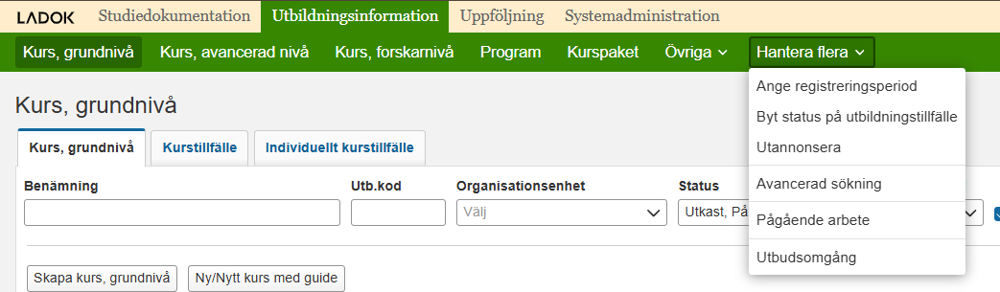 LADOK Studiedokumentation Utbildningsinformation Uppföljning Systemadministration
Kurs, grundnivå Kurs, avancerad nivå Kurs, forskarnivå Program Kurspaket Övriga Hantera flera
Ange registreringsperiod
Byt status på utbildningstillfälle
Utannonsera
Avancerad sökning
Pågående arbete
Utbudsomgång
Kurs, grundnivå
Kurs, grundnivå Kurstillfälle Individuellt kurstillfälle
Benämning Utb.kod Organisationsenhet Status
Välj Utkast,
Skapa kurs, grundnivå Ny/Nytt kurs med guide